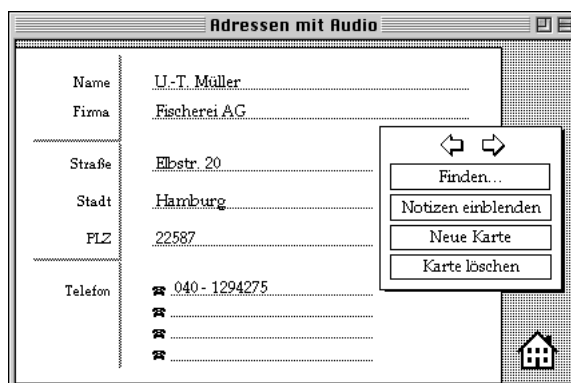 Adressen mit Audio
Name U.-T. Müller
Firma Fischerei AG
Straße Elbstr. 20
Stadt Hamburg
PLZ 22587
Telefon 040 - 1294275
Finden...
Notizen einblenden
Neue Karte
Karte löschen